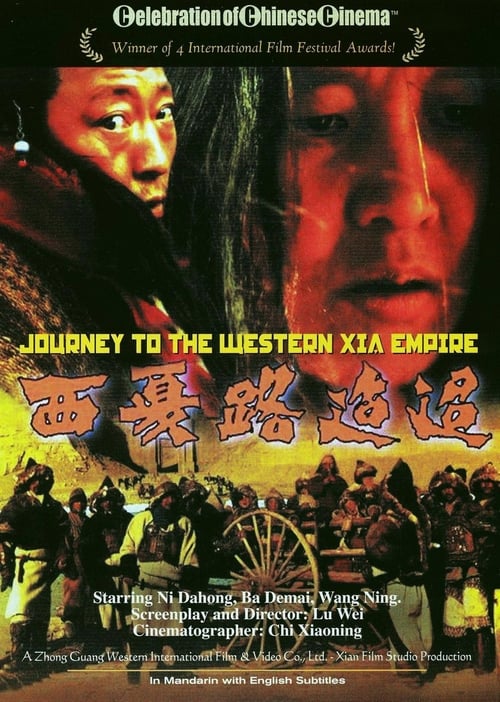 Celebration of Chinese Cinema™
Winner of 4 International Film Festival Awards!
JOURNEY TO THE WESTERN XIA EMPIRE
西夏路迢迢
Starring Ni Dahong, Ba Demai, Wang Ning.
Screenplay and Director: Lu Wei
Cinematographer: Chi Xiaoning
A Zhong Guang Western International Film & Video Co., Ltd. - Xian Film Studio Production
In Mandarin with English Subtitles